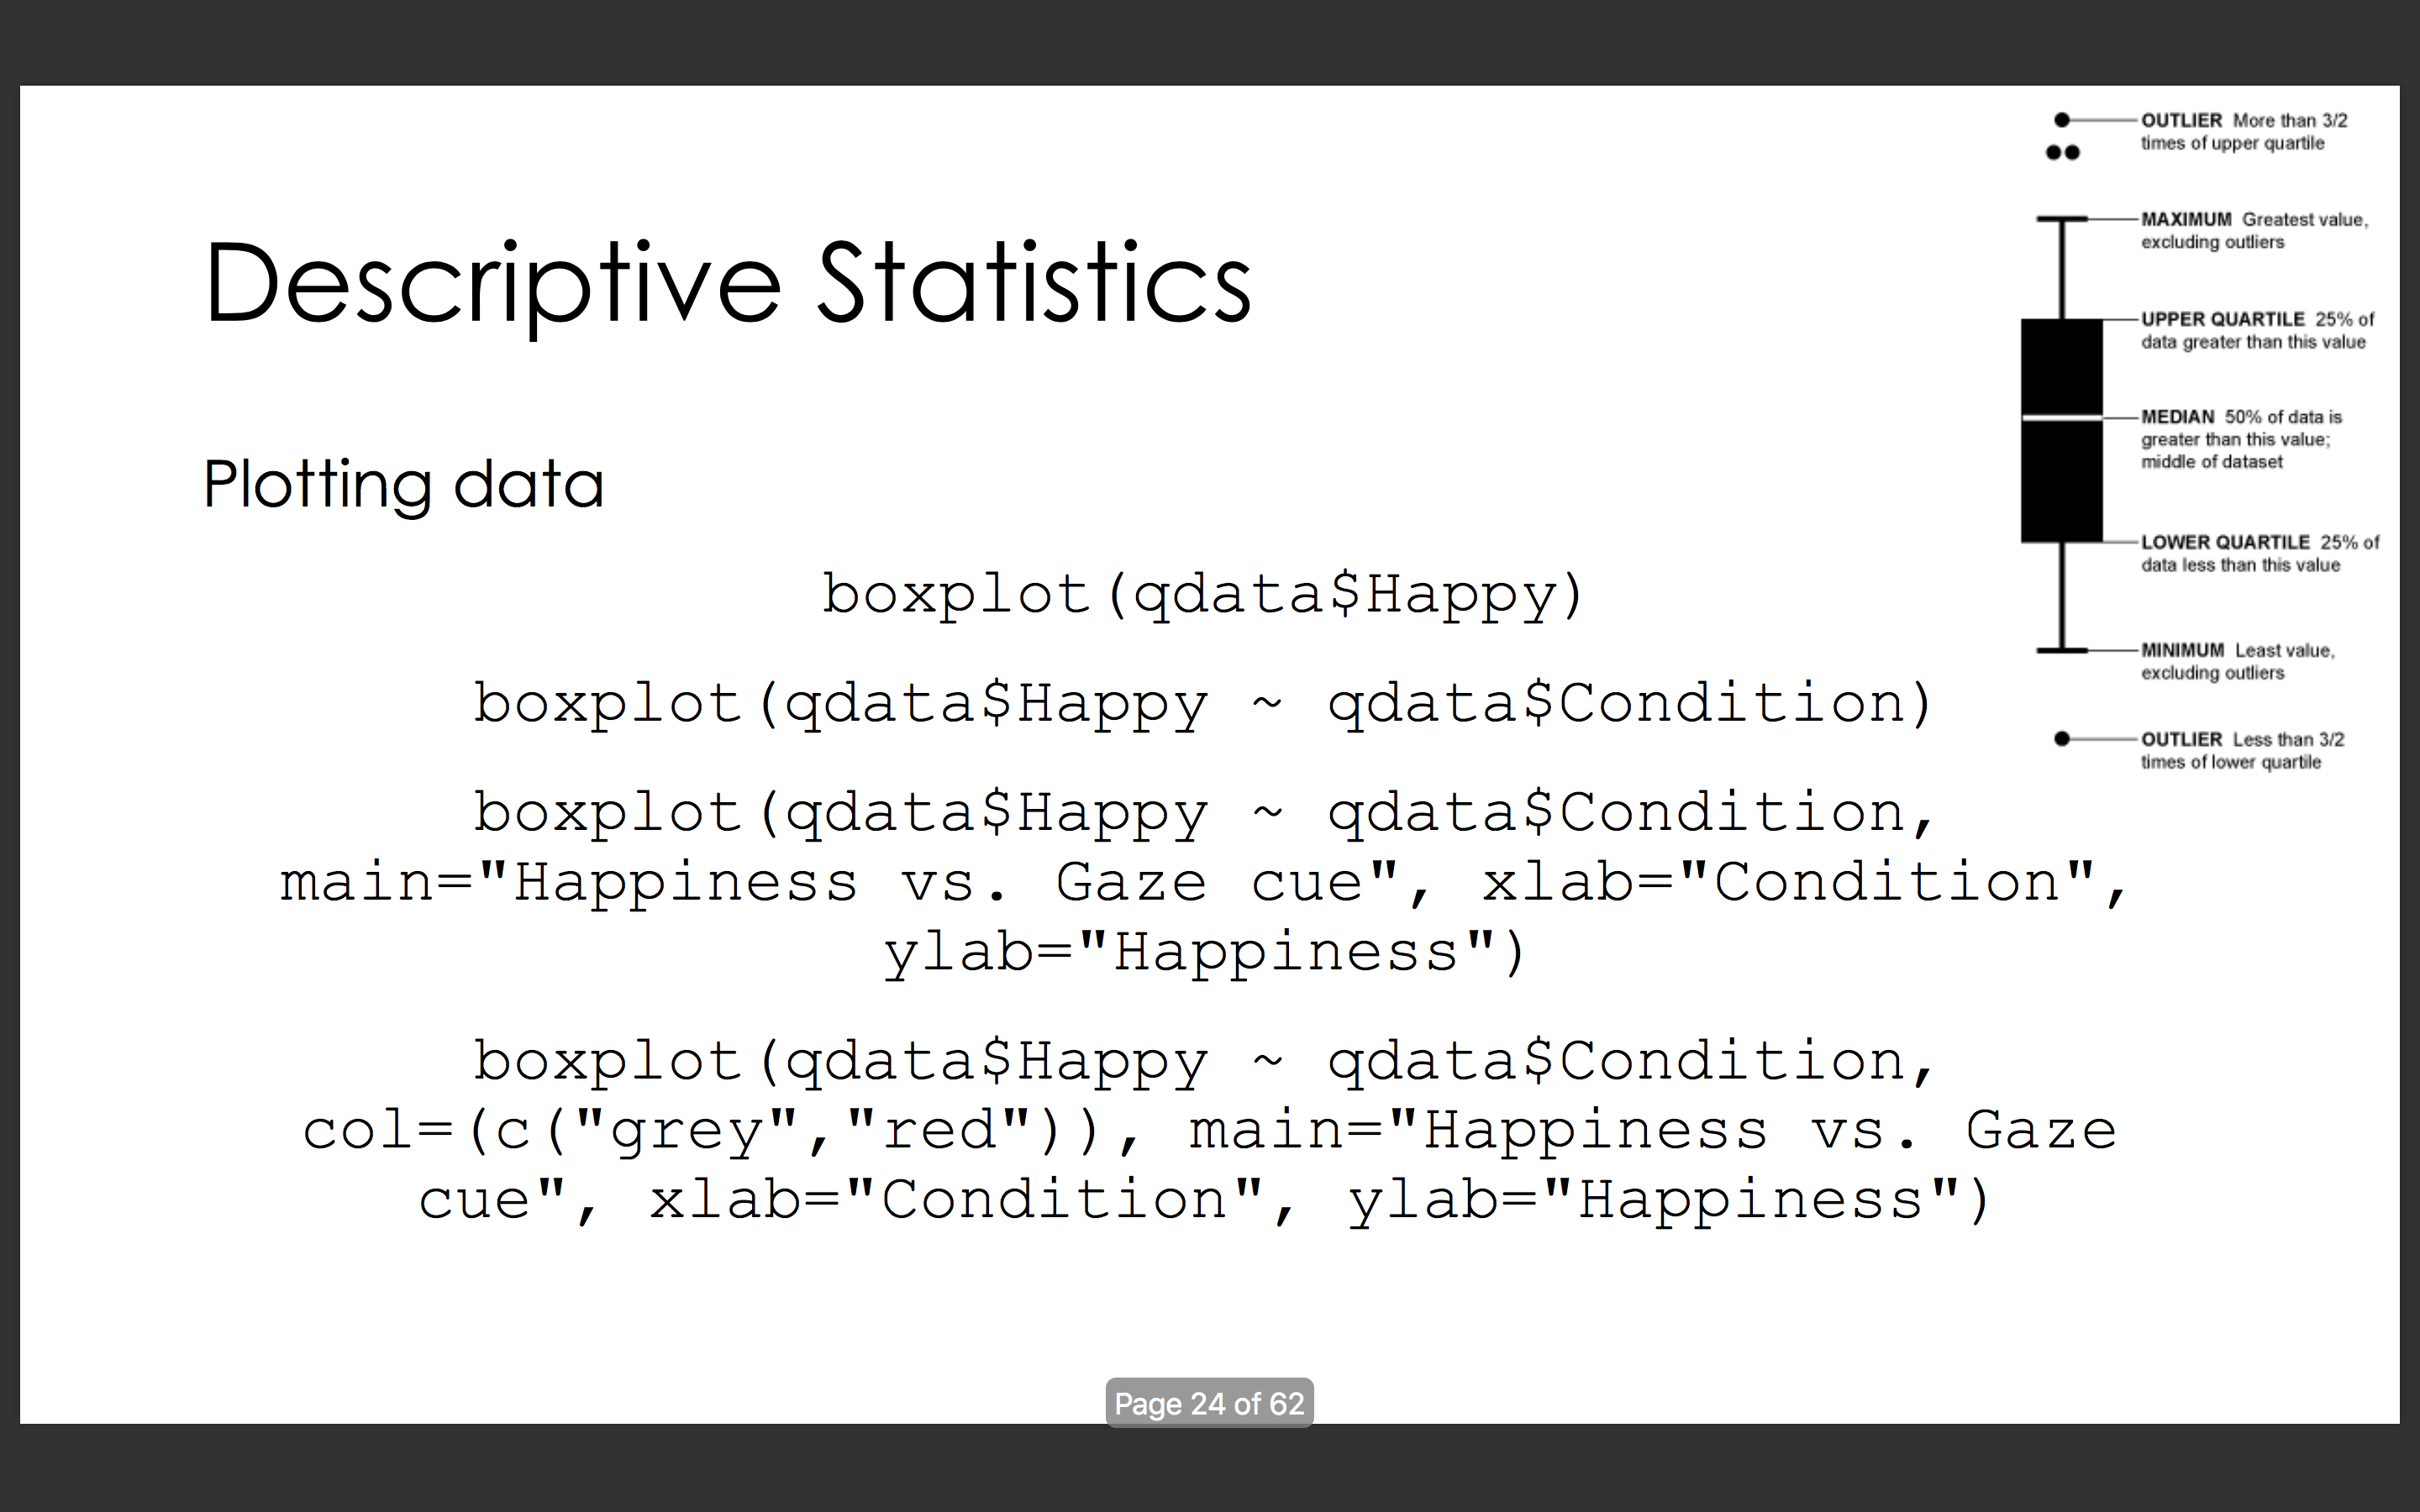 Descriptive Statistics
Plotting data
boxplot(qdata$Happy)
boxplot(qdata$Happy ~ qdata$Condition)
boxplot(qdata$Happy ~ qdata$Condition,
main="Happiness vs. Gaze cue", xlab="Condition",
ylab="Happiness")
boxplot(qdata$Happy ~ qdata$Condition,
col=(c("grey","red")), main="Happiness vs. Gaze
cue", xlab="Condition", ylab="Happiness")
OUTLIER More than 3/2
times of upper quartile
MAXIMUM Greatest value,
excluding outliers
UPPER QUARTILE 25% of
data greater than this value
MEDIAN 50% of data is
greater than this value;
middle of dataset
LOWER QUARTILE 25% of
data less than this value
MINIMUM Least value,
excluding outliers
OUTLIER Less than 3/2
times of lower quartile
Page 24 of 62